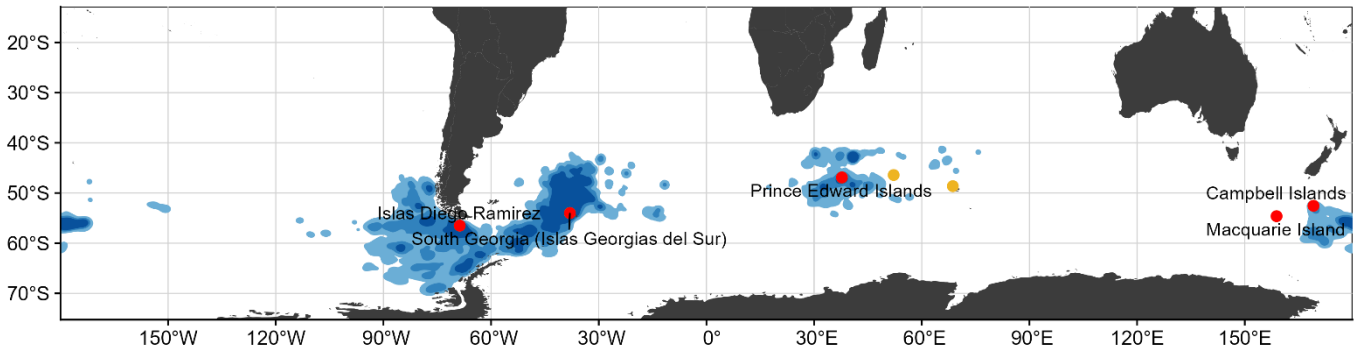 20°S
30°S
40°S
50°S
60°S
70°S
Prince Edward Islands
Campbell Islands
Islas Diego Ramirez
Macquarie Island
South Georgia (Islas Georgias del Sur)
150°W
120°W
90°W
60°W
30°W
0°
30°E
60°E
90°E
120°E
150°E